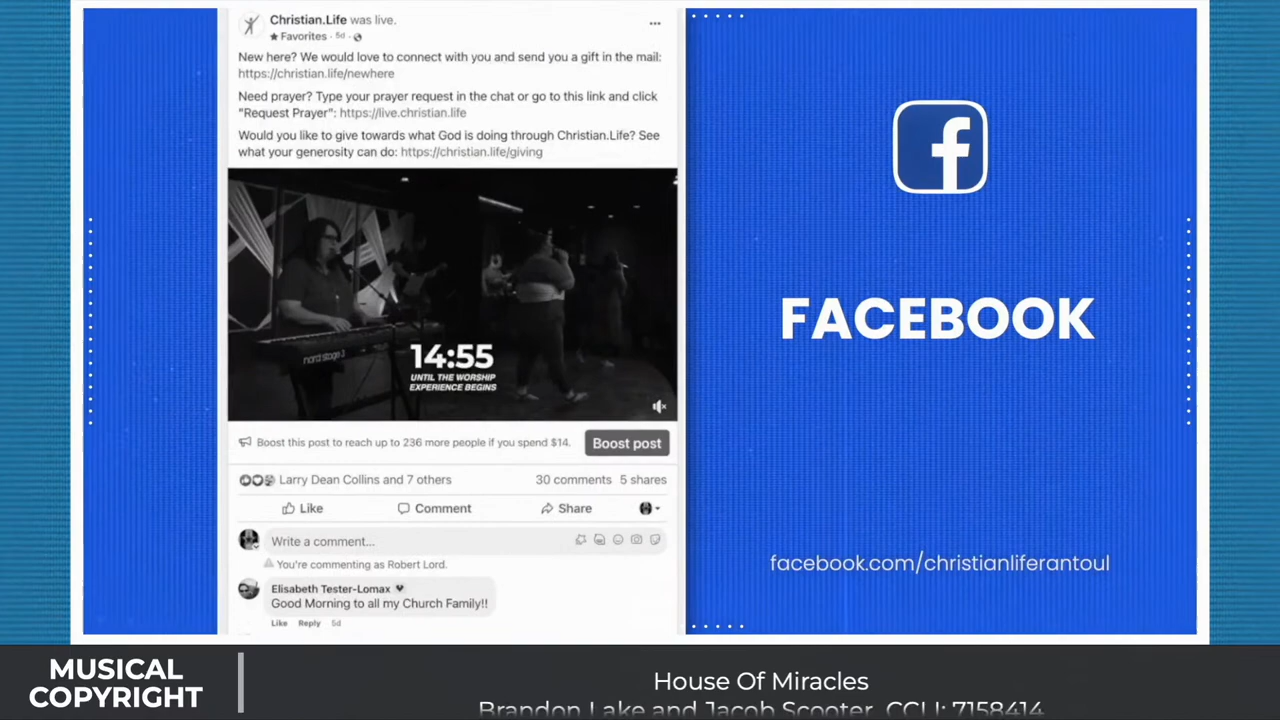 Christian.Life was live.
Favorites · 5d ·
New here? We would love to connect with you and send you a gift in the mail:
https://christian.life/newhere
Need prayer? Type your prayer request in the chat or go to this link and click
"Request Prayer": https://live.christian.life
Would you like to give towards what God is doing through Christian.Life? See
what your generosity can do: https://christian.life/giving
nord stage 3
14:55
UNTIL THE WORSHIP
EXPERIENCE BEGINS
Boost this post to reach up to 236 more people if you spend $14.
Boost post
Larry Dean Collins and 7 others
30 comments 5 shares
Like
Comment
Share
Write a comment...
You're commenting as Robert Lord.
Elisabeth Tester-Lomax
Good Morning to all my Church Family!!
Like Reply 5d
FACEBOOK
facebook.com/christianliferantoul
MUSICAL
COPYRIGHT
House Of Miracles
Brandon Lake and Jacob Scooter, CCLI: 7158414